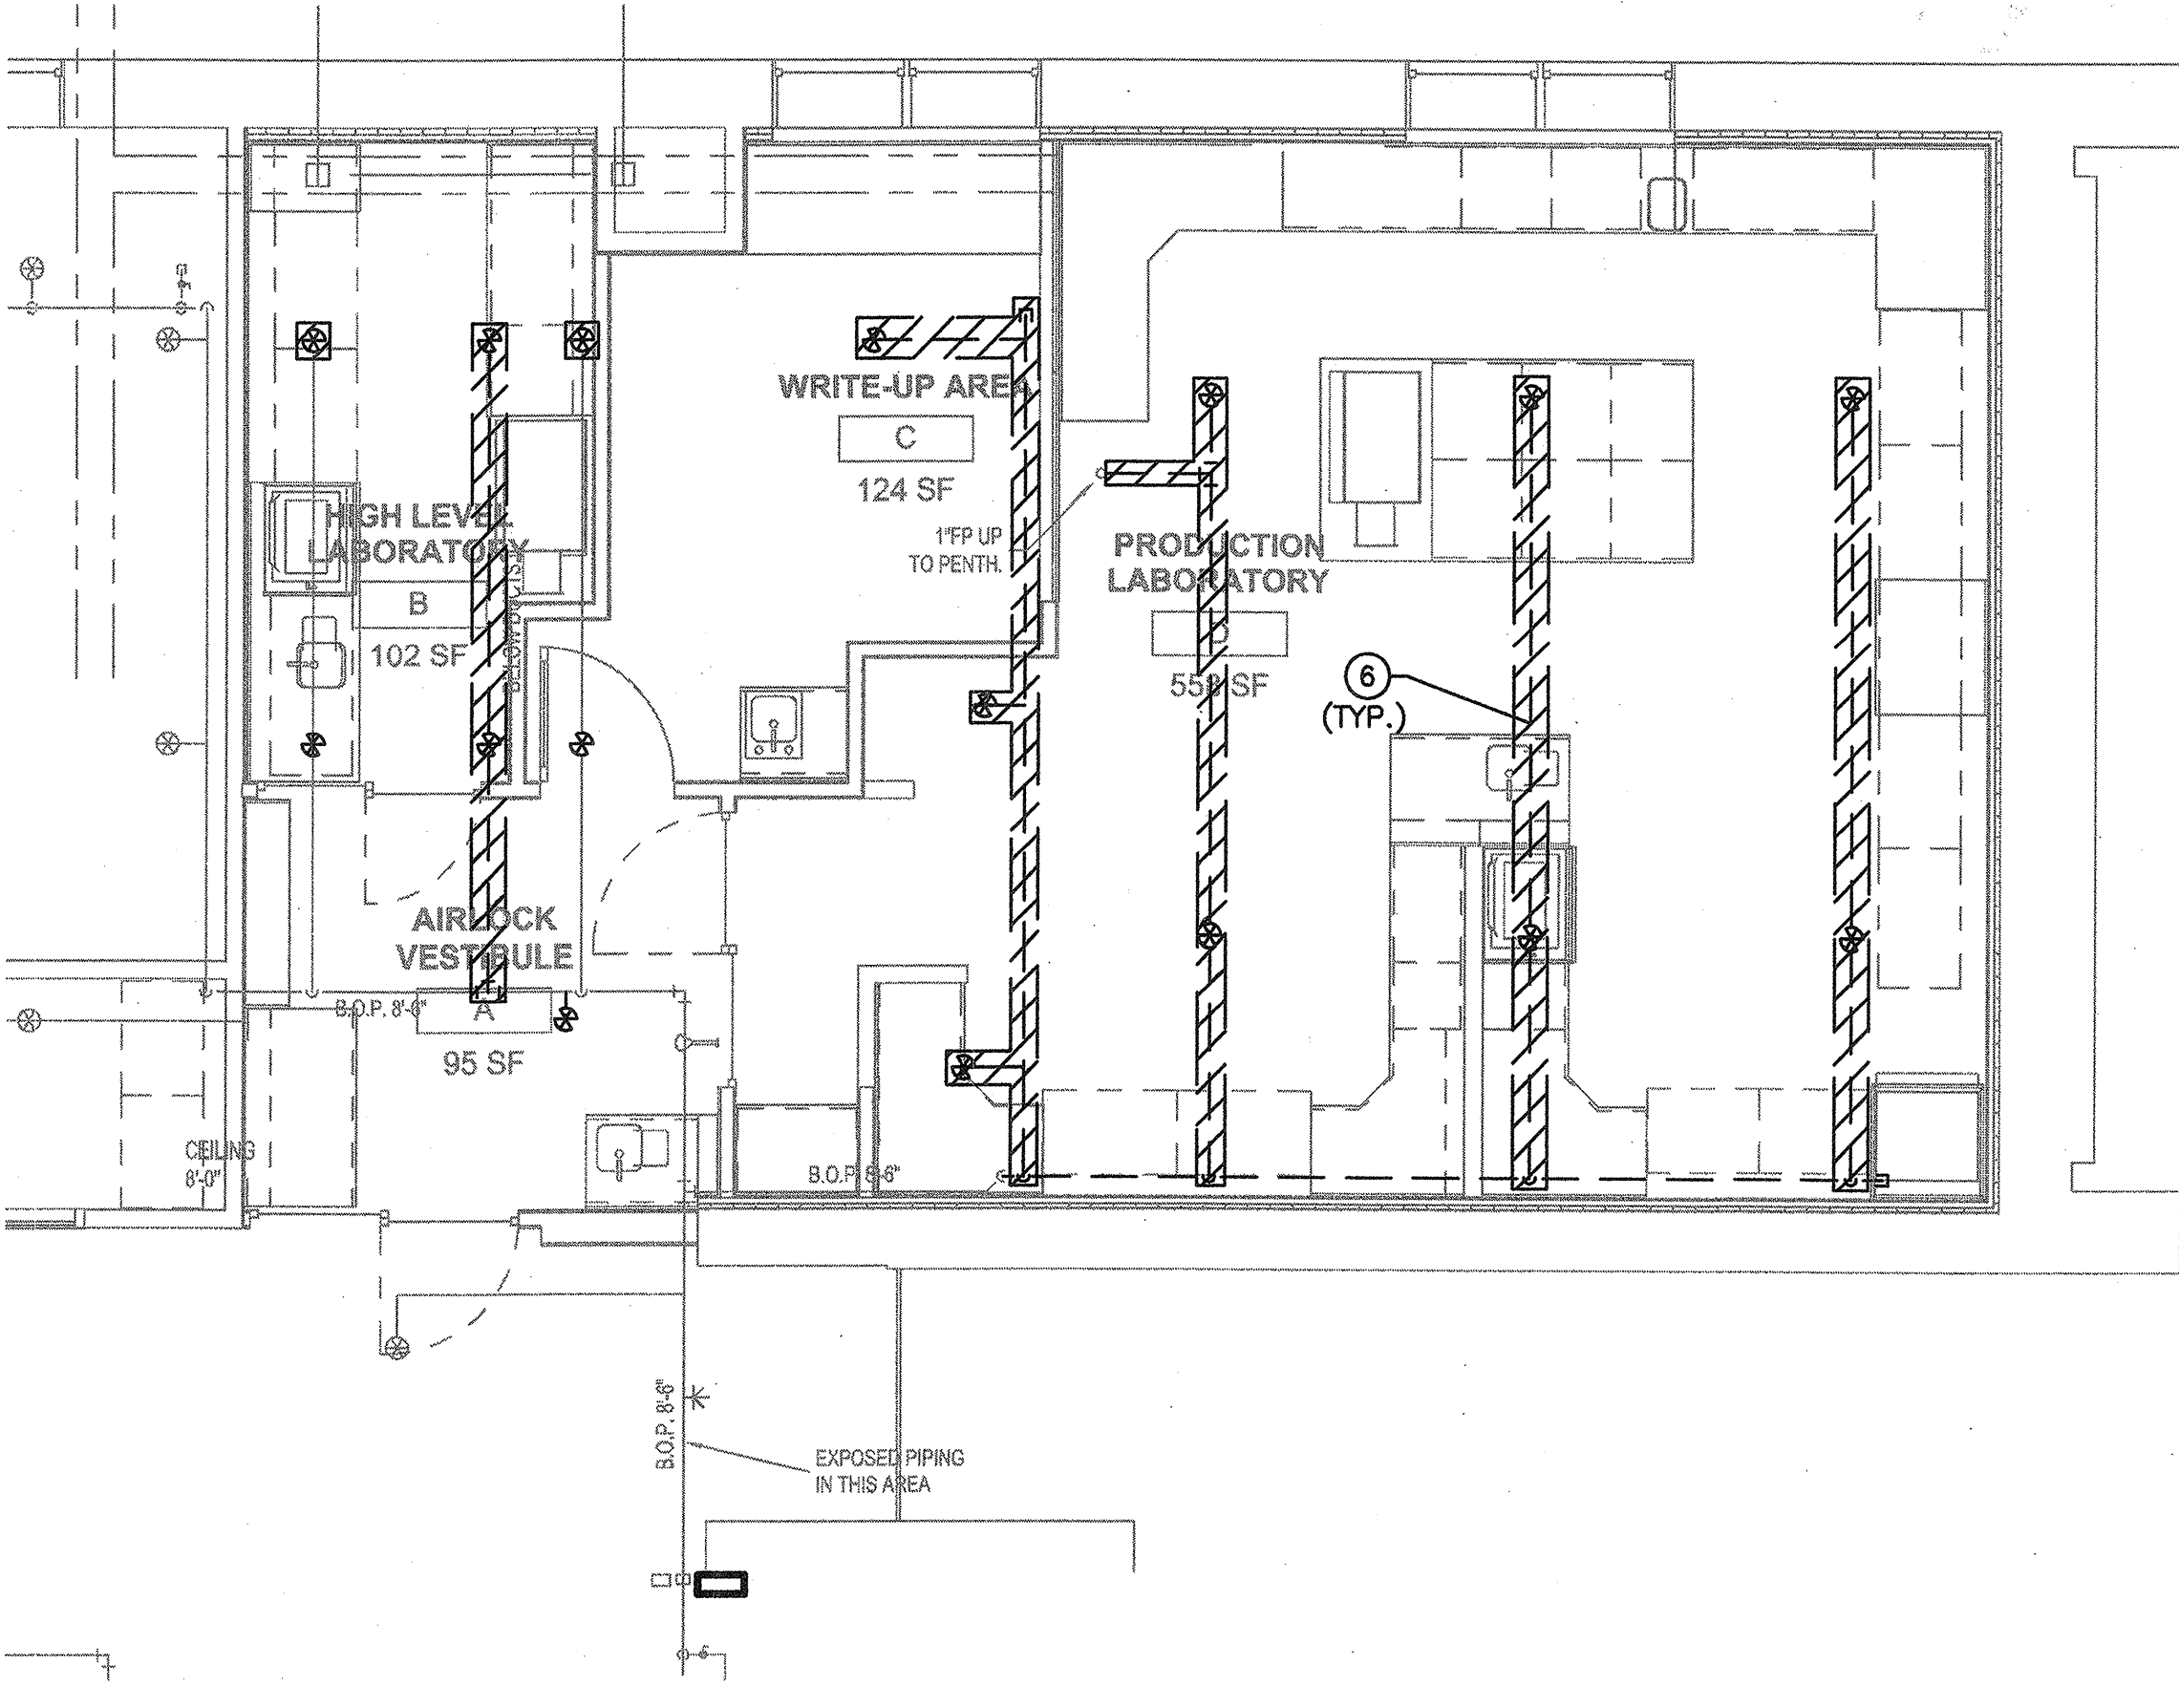 WRITE-UP AREA
C
124 SF
HIGH LEVEL
LABORATORY
B
102 SF
1"FP UP
TO PENTH.
PRODUCTION
LABORATORY
D
SF
6
(TYP.)
AIRLOCK
VESTIBULE
B.O.P. 8'-6"
A
95 SF
CEILING
8'-0"
B.O.P. 8'-6"
B.O.P. 8'-6"
EXPOSED PIPING
IN THIS AREA